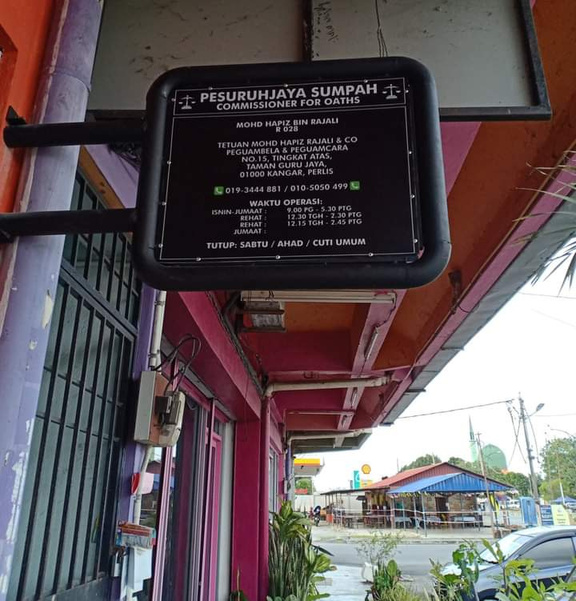 PESURUHJAYA SUMPAH
COMMISSIONER FOR OATHS
MOHD HAPIZ BIN RAJALI
R 028
TETUAN MOHD HAPIZ RAJALI & CO
PEGUAMBELA & PEGUAMCARA
NO.15, TINGKAT ATAS,
TAMAN GURU JAYA,
01000 KANGAR, PERLIS
019-3444 881 / 010-5050 499
WAKTU OPERASI:
ISNIN-JUMAAT : 9.00 PG - 5.30 PTG
REHAT : 12.30 TGH - 2.30 PTG
REHAT : 12.15 TGH - 2.45 PTG
JUMAAT :
TUTUP: SABTU / AHAD / CUTI UMUM